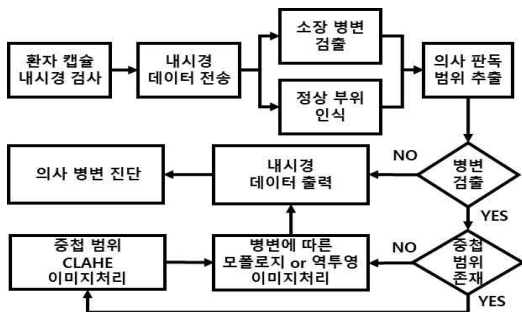 환자 캡슐
내시경 검사
내시경
데이터 전송
소장 병변
검출
정상 부위
인식
의사 판독
범위 추출
병변
검출
NO
YES
내시경
데이터 출력
의사 병변 진단
중첩
범위
존재
NO
YES
병변에 따른
모폴로지 or 역투영
이미지처리
중첩 범위
CLAHE
이미지처리